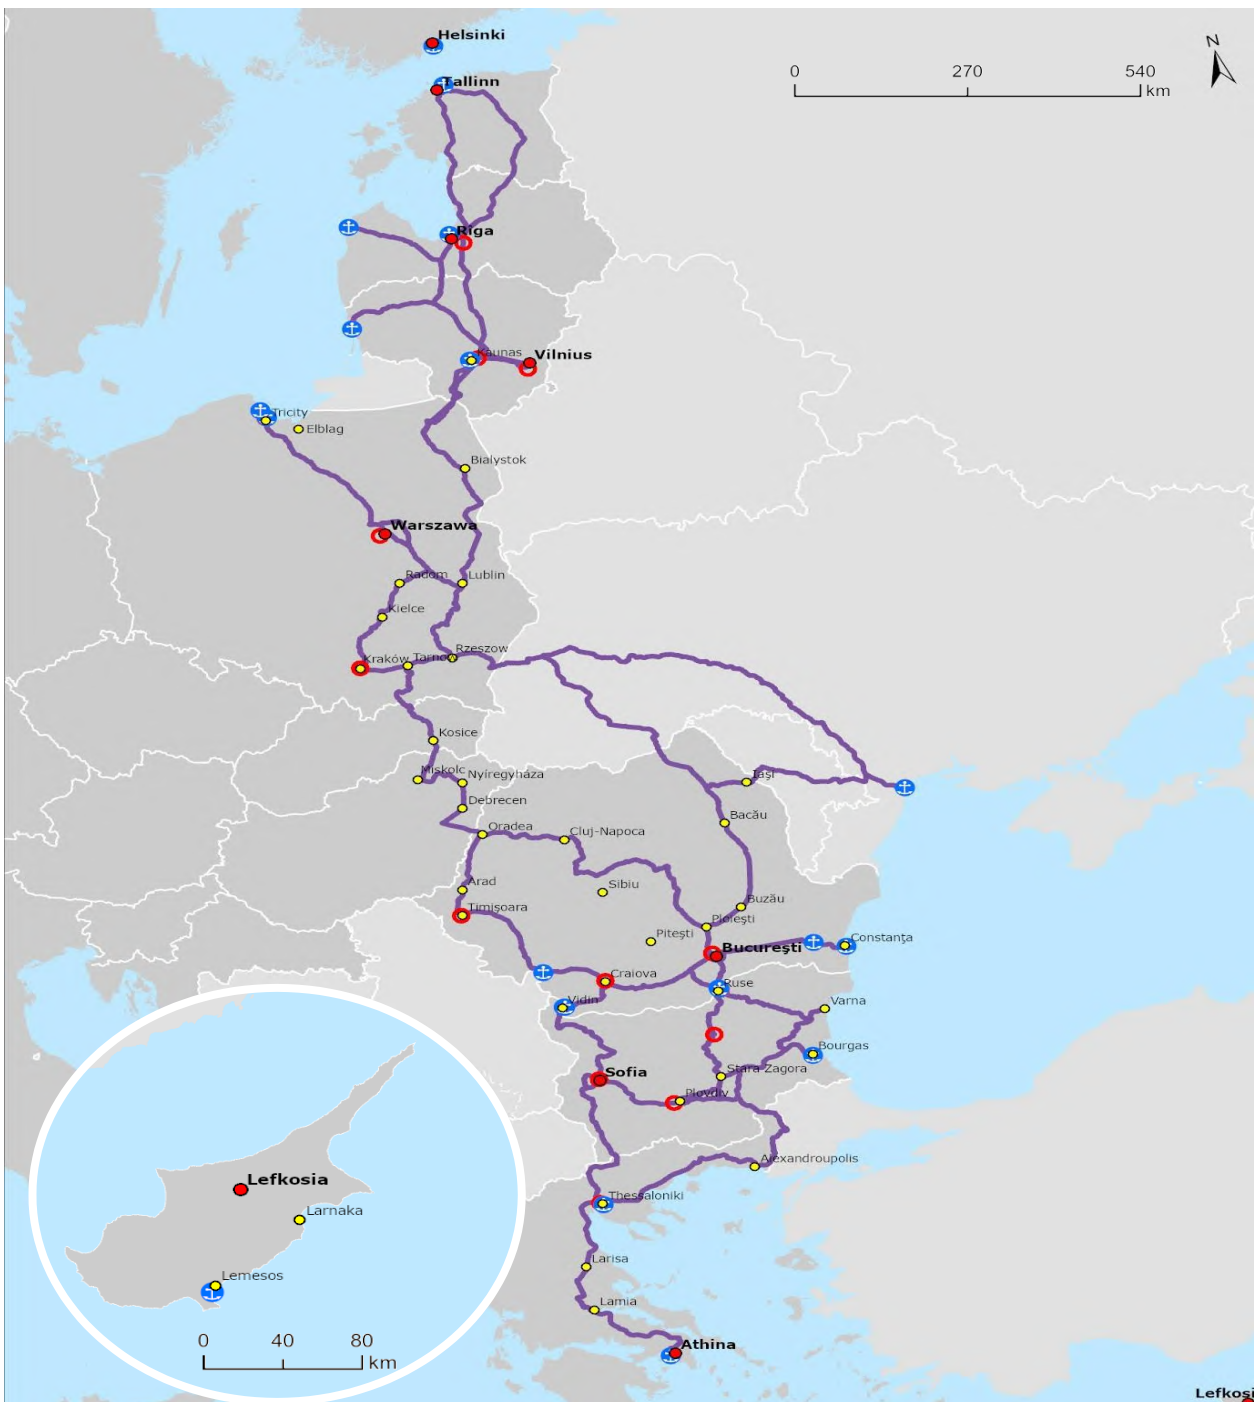 Helsinki
N
0 270 540
km
Tallinn
Rīga
Kaunas
Vilnius
Tricity
Elblag
Bialystok
Warszawa
Radom
Lublin
Kielce
Kraków
Tarnow
Rzeszow
Kosice
Miskolc
Nyíregyháza
Iaşi
Debrecen
Bacău
Oradea
Cluj-Napoca
Arad
Sibiu
Timişoara
Buzău
Ploieşti
Piteşti
Bucureşti
Constanţa
Craiova
Ruse
Vidin
Varna
Bourgas
Sofia
Stara Zagora
Plovdiv
Alexandroupolis
Lefkosia
Thessaloniki
Larnaka
Larisa
Lemesos
Lamia
0 40 80
km
Athina
Lefkosi